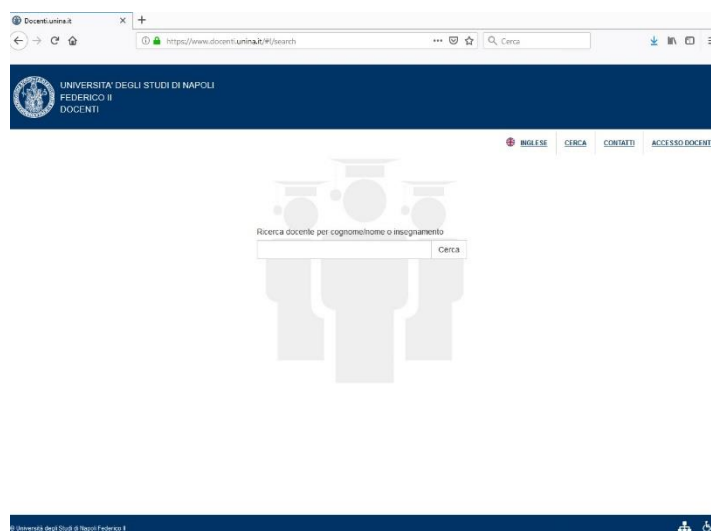 Docenti.unina.it
https://www.docenti.unina.it/#!/search
Cerca
UNIVERSITA' DEGLI STUDI DI NAPOLI
FEDERICO II
DOCENTI
INGLESE CERCA CONTATTI ACCESSO DOCENT
Ricerca docente per cognome/nome o insegnamento
Cerca
© Università degli Studi di Napoli Federico II